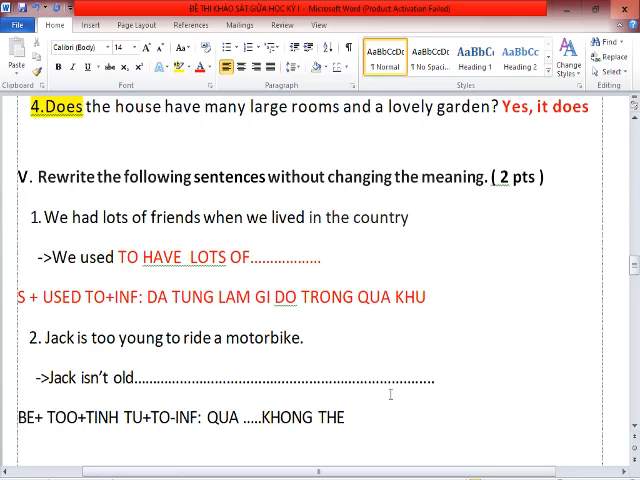 ĐỀ THI KHẢO SÁT GIỮA HỌC KỲ I - Microsoft Word (Product Activation Failed)
File Home Insert Page Layout References Mailings Review View
Paste
Calibri (Body) 14
AaBbCcDc AaBbCcDc AaBbC AaBbCc
¶ Normal ¶ No Spaci... Heading 1 Heading 2
Change Styles
Find
Replace
Select
Clipboard Font Paragraph Styles Editing
4.Does the house have many large rooms and a lovely garden? Yes, it does
V. Rewrite the following sentences without changing the meaning. ( 2 pts )
1. We had lots of friends when we lived in the country
->We used TO HAVE LOTS OF..................
S + USED TO+INF: DA TUNG LAM GI DO TRONG QUA KHU
2. Jack is too young to ride a motorbike.
->Jack isn't old................................................................................
BE+ TOO+TINH TU+TO-INF: QUA .....KHONG THE